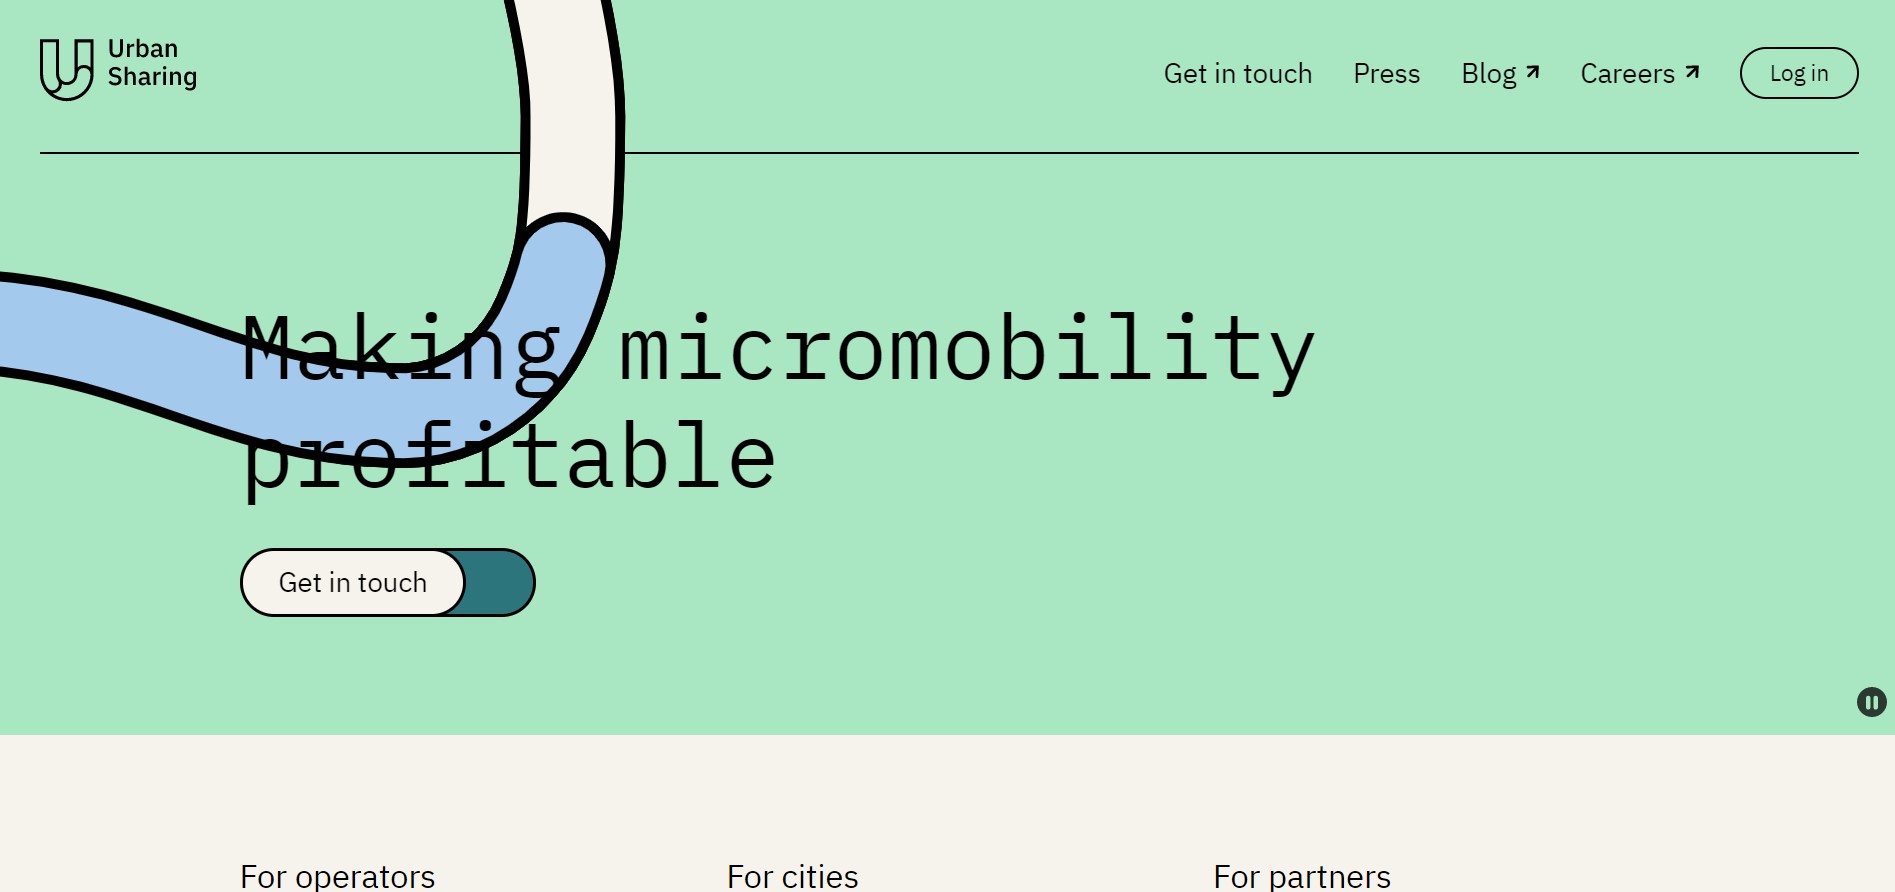 Urban
Sharing
Get in touch
Press
Blog
Careers
Log in
Making micromobility
profitable
Get in touch
For operators
For cities
For partners